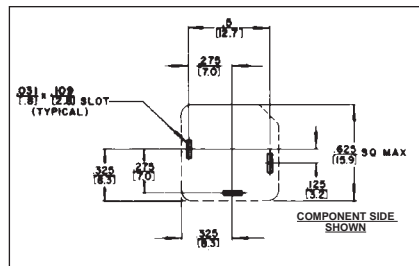 .5
[12.7]
.275
[7.0]
.031 x .109 SLOT
[.8] [2.8]
(TYPICAL)
.625 SQ MAX
[15.9]
.325
[8.3]
.275
[7.0]
.125
[3.2]
COMPONENT SIDE
SHOWN
.325
[8.3]